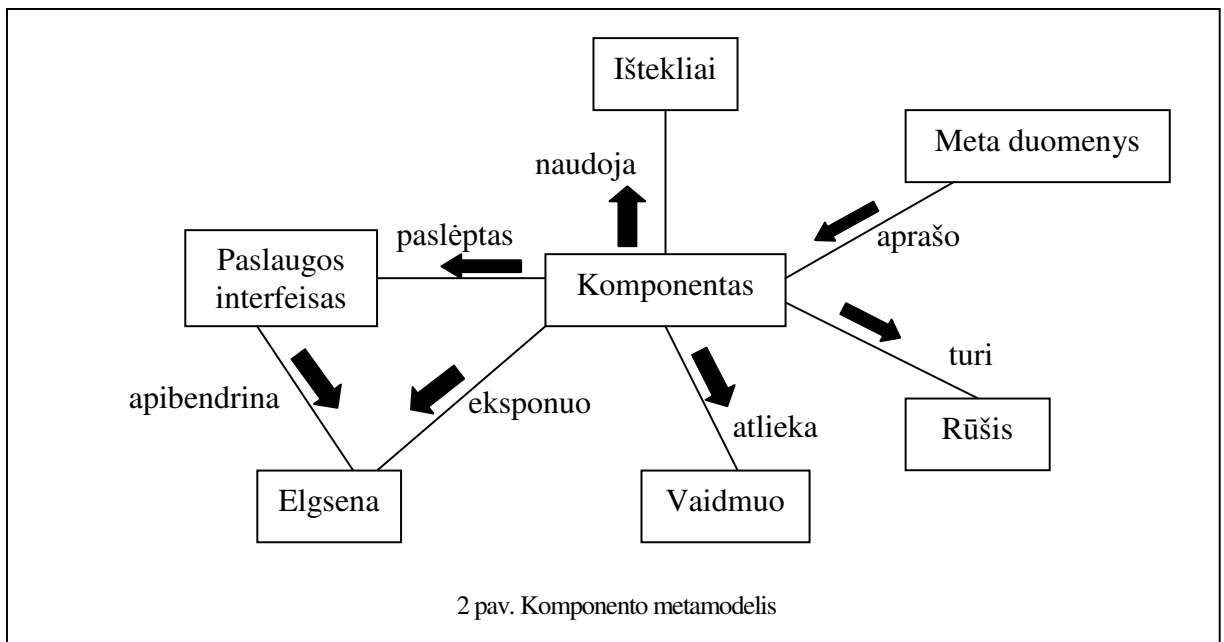 Ištekliai
Meta duomenys
naudoja
aprašo
paslėptas
Paslaugos
interfeisas
Komponentas
turi
apibendrina
eksponuo
atlieka
Rūšis
Elgsena
Vaidmuo
2 pav. Komponento metamodelis